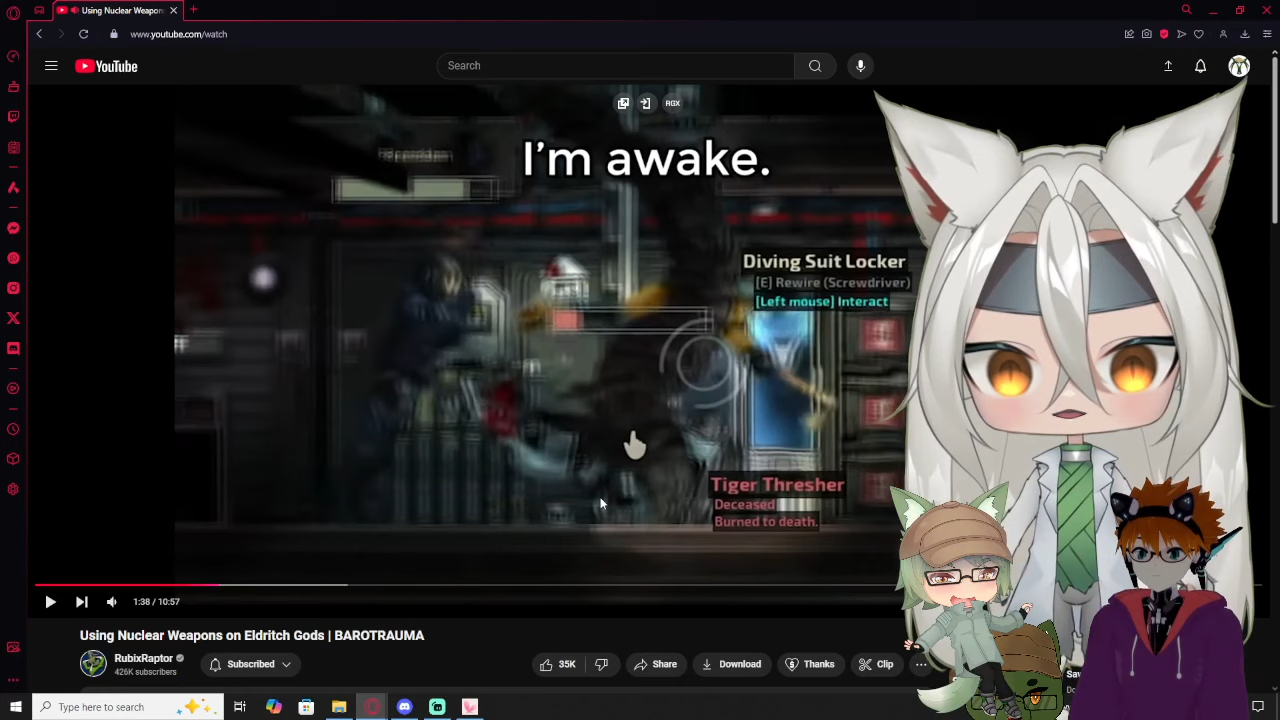 Using Nuclear Weapon
www.youtube.com/watch
YouTube
Search
RGX
I'm awake.
Diving Suit Locker
[E] Rewire (Screwdriver)
[Left mouse] Interact
Tiger Thresher
Deceased
Burned to death.
1:38 / 10:57
Using Nuclear Weapons on Eldritch Gods | BAROTRAUMA
RubixRaptor
426K subscribers
Subscribed
35K
Share
Download
Thanks
Clip
Type here to search